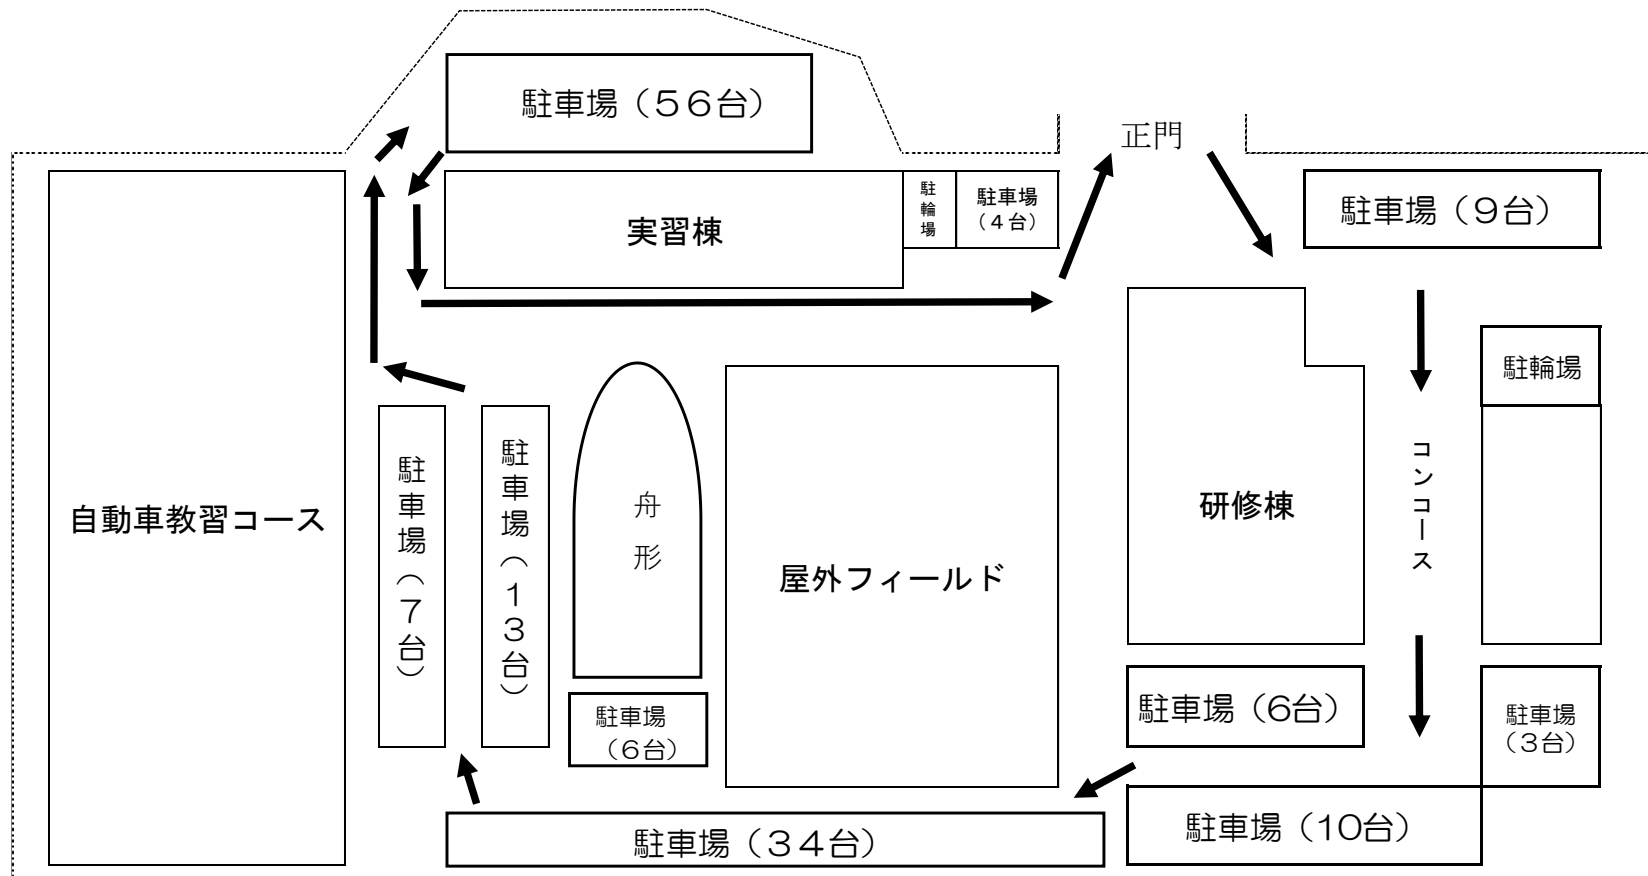 駐車場（５６台）
正門
駐輪場
駐車場
（４台）
駐車場（9台）
実習棟
駐輪場
自動車教習コース
駐車場（７台）
駐車場（１３台）
舟形
屋外フィールド
研修棟
コンコース
駐車場
（６台）
駐車場（6台）
駐車場
（３台）
駐車場（３４台）
駐車場（10台）